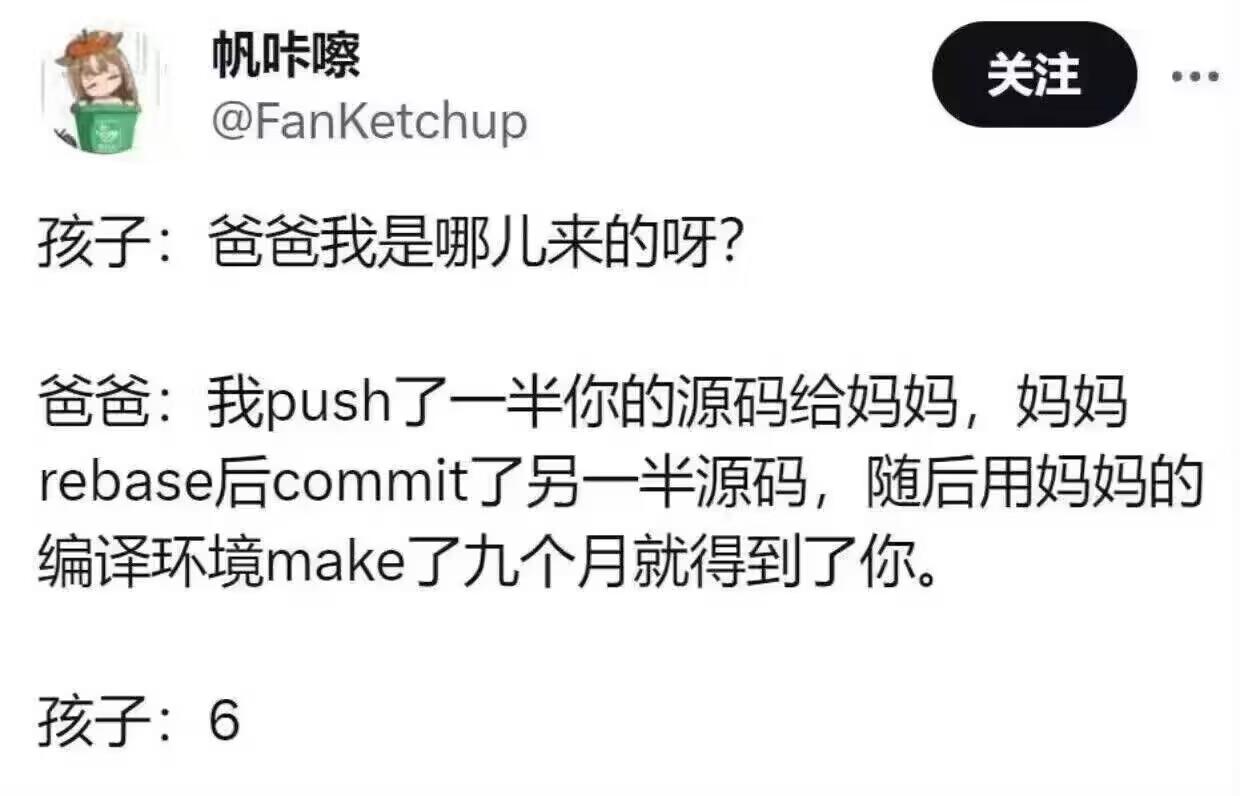 帆咔嚓
@FanKetchup
关注
孩子：爸爸我是哪儿来的呀？
爸爸：我push了一半你的源码给妈妈，妈妈
rebase后commit了另一半源码，随后用妈妈的
编译环境make了九个月就得到了你。
孩子：6